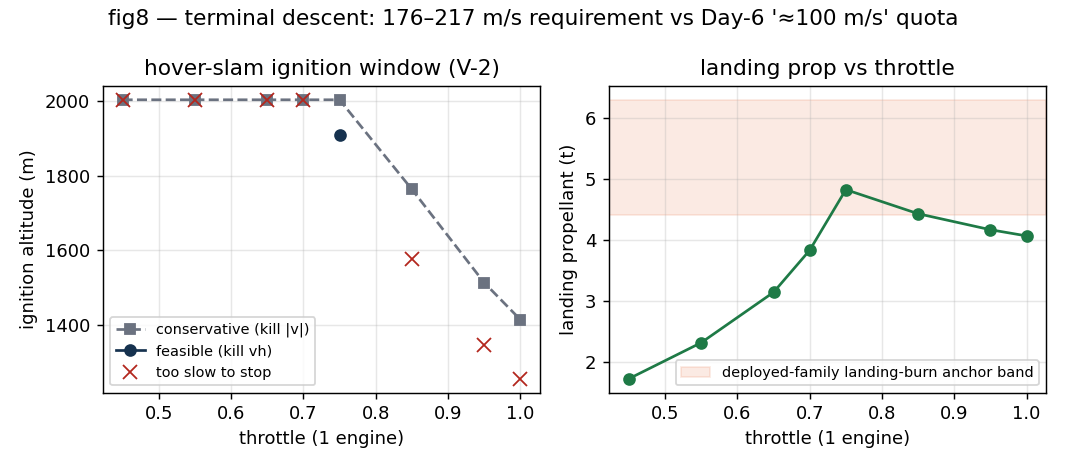 fig8 — terminal descent: 176–217 m/s requirement vs Day-6 '≈100 m/s' quota
hover-slam ignition window (V-2)
ignition altitude (m)
2000
1800
1600
1400
conservative (kill |v|)
feasible (kill vh)
too slow to stop
0.5 0.6 0.7 0.8 0.9 1.0
throttle (1 engine)
landing prop vs throttle
landing propellant (t)
6
5
4
3
2
deployed-family landing-burn anchor band
0.5 0.6 0.7 0.8 0.9 1.0
throttle (1 engine)